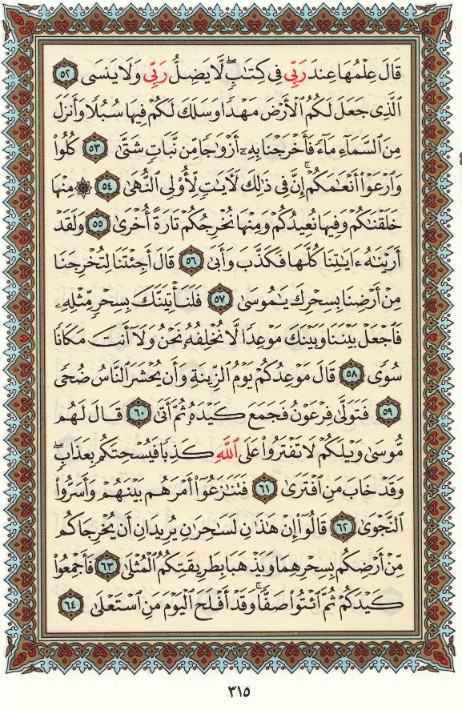 قَالَ عِلْمُهَا عِندَ رَبِّي فِي كِتَٰبٍ ۖ لَّا يَضِلُّ رَبِّي وَلَا يَنسَى ٥٢
ٱلَّذِي جَعَلَ لَكُمُ ٱلْأَرْضَ مَهْدًا وَسَلَكَ لَكُمْ فِيهَا سُبُلًا وَأَنزَلَ
مِنَ ٱلسَّمَآءِ مَآءً فَأَخْرَجْنَا بِهِۦٓ أَزْوَٰجًا مِّن نَّبَاتٍ شَتَّىٰ ٥٣ كُلُوا۟
وَٱرْعَوْا۟ أَنْعَٰمَكُمْ ۗ إِنَّ فِي ذَٰلِكَ لَءَايَٰتٍ لِّأُو۟لِي ٱلنُّهَىٰ ٥٤ ۞ مِنْهَا
خَلَقْنَٰكُمْ وَفِيهَا نُعِيدُكُمْ وَمِنْهَا نُخْرِجُكُمْ تَارَةً أُخْرَىٰ ٥٥ وَلَقَدْ
أَرَيْنَٰهُ ءَايَٰتِنَا كُلَّهَا فَكَذَّبَ وَأَبَىٰ ٥٦ قَالَ أَجِئْتَنَا لِتُخْرِجَنَا
مِنْ أَرْضِنَا بِسِحْرِكَ يَٰمُوسَىٰ ٥٧ فَلَنَأْتِيَنَّكَ بِسِحْرٍ مِّثْلِهِۦ
فَٱجْعَلْ بَيْنَنَا وَبَيْنَكَ مَوْعِدًا لَّا نُخْلِفُهُۥ نَحْنُ وَلَآ أَنتَ مَكَانًا
سُوًى ٥٨ قَالَ مَوْعِدُكُمْ يَوْمُ ٱلزِّينَةِ وَأَن يُحْشَرَ ٱلنَّاسُ ضُحًى
٥٩ فَتَوَلَّىٰ فِرْعَوْنُ فَجَمَعَ كَيْدَهُۥ ثُمَّ أَتَىٰ ٦٠ قَالَ لَهُم
مُّوسَىٰ وَيْلَكُمْ لَا تَفْتَرُوا۟ عَلَى ٱللَّهِ كَذِبًا فَيُسْحِتَكُم بِعَذَابٍ ۖ
وَقَدْ خَابَ مَنِ ٱفْتَرَىٰ ٦١ فَتَنَٰزَعُوٓا۟ أَمْرَهُم بَيْنَهُمْ وَأَسَرُّوا۟
ٱلنَّجْوَىٰ ٦٢ قَالُوٓا۟ إِنْ هَٰذَٰنِ لَسَٰحِرَٰنِ يُرِيدَانِ أَن يُخْرِجَاكُم
مِّنْ أَرْضِكُم بِسِحْرِهِمَا وَيَذْهَبَا بِطَرِيقَتِكُمُ ٱلْمُثْلَىٰ ٦٣ فَأَجْمِعُوا۟
كَيْدَكُمْ ثُمَّ ٱئْتُوا۟ صَفًّا ۚ وَقَدْ أَفْلَحَ ٱلْيَوْمَ مَنِ ٱسْتَعْلَىٰ ٦٤
٣١٥